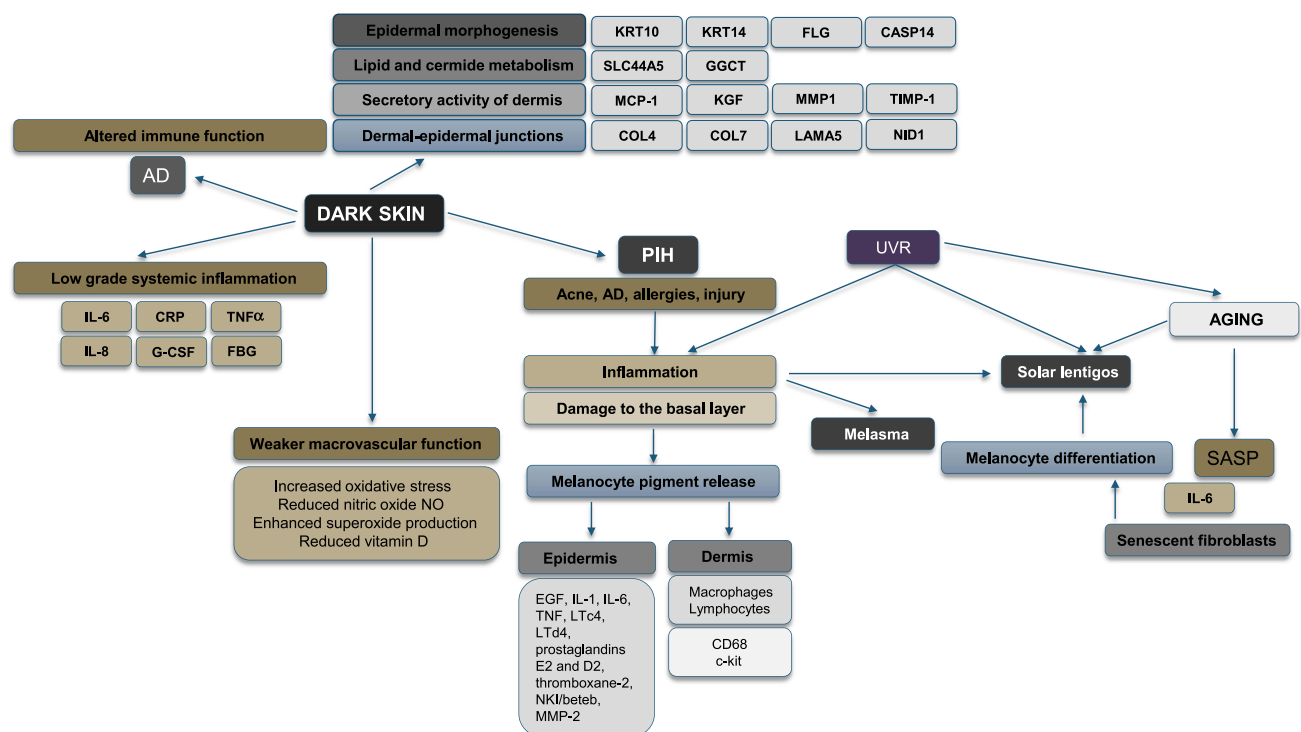 Epidermal morphogenesis
KRT10
KRT14
FLG
CASP14
Lipid and cermide metabolism
SLC44A5
GGCT
Secretory activity of dermis
MCP-1
KGF
MMP1
TIMP-1
Altered immune function
Dermal-epidermal junctions
COL4
COL7
LAMA5
NID1
AD
DARK SKIN
PIH
UVR
Low grade systemic inflammation
Acne, AD, allergies, injury
IL-6
CRP
TNFα
AGING
IL-8
G-CSF
FBG
Inflammation
Solar lentigos
Damage to the basal layer
Melasma
Weaker macrovascular function
Melanocyte differentiation
SASP
Increased oxidative stress
Reduced nitric oxide NO
Enhanced superoxide production
Reduced vitamin D
Melanocyte pigment release
IL-6
Senescent fibroblasts
Epidermis
Dermis
EGF, IL-1, IL-6,
TNF, LTc4,
LTd4,
prostaglandins
E2 and D2,
thromboxane-2,
NKI/beteb,
MMP-2
Macrophages
Lymphocytes
CD68
c-kit